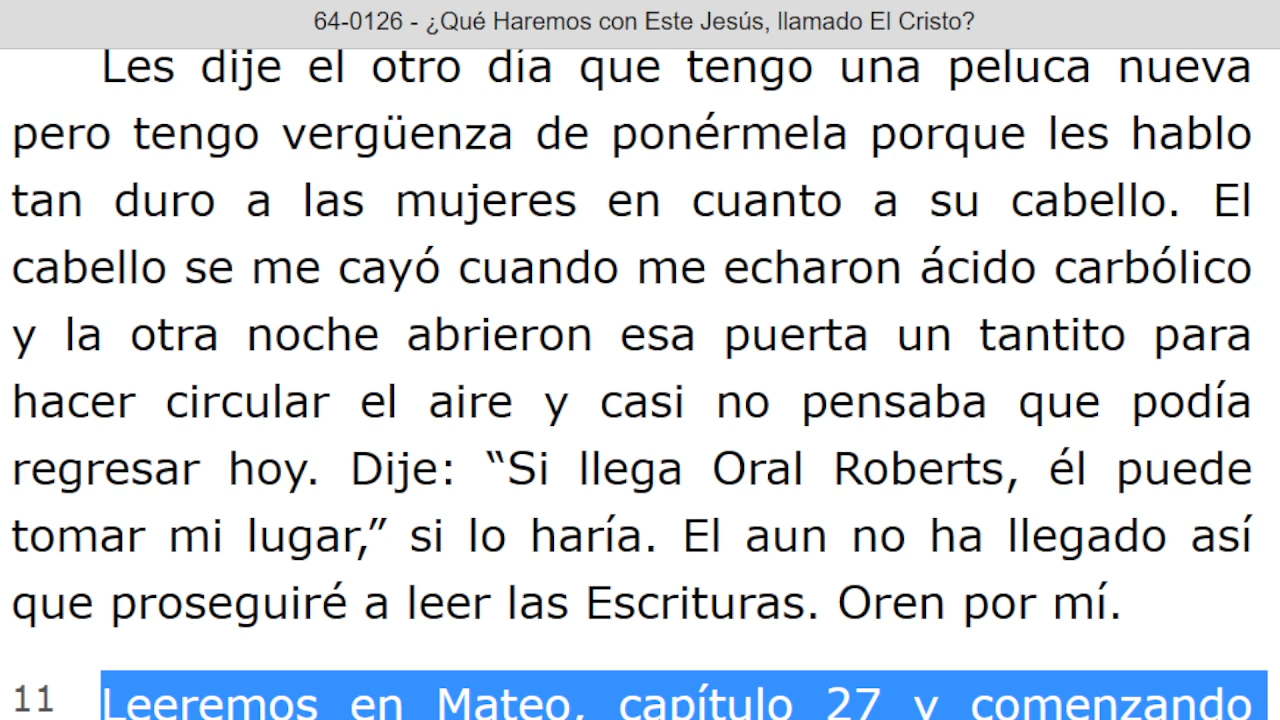 64-0126 - ¿Qué Haremos con Este Jesús, llamado El Cristo?
Les dije el otro día que tengo una peluca nueva
pero tengo vergüenza de ponérmela porque les hablo
tan duro a las mujeres en cuanto a su cabello. El
cabello se me cayó cuando me echaron ácido carbólico
y la otra noche abrieron esa puerta un tantito para
hacer circular el aire y casi no pensaba que podía
regresar hoy. Dije: “Si llega Oral Roberts, él puede
tomar mi lugar,” si lo haría. El aun no ha llegado así
que proseguiré a leer las Escrituras. Oren por mí.
11 Leeremos en Mateo, capítulo 27 y comenzando